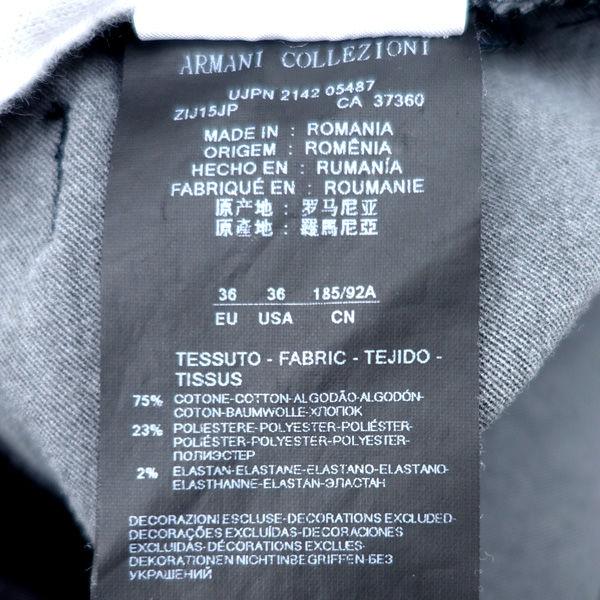 ARMANI COLLEZIONI
UJPN 2142 05487
ZIJ15JP CA 37360
MADE IN : ROMANIA
ORIGEM : ROMÊNIA
HECHO EN : RUMANÍA
FABRIQUÉ EN : ROUMANIE
原产地 : 罗马尼亚
原產地 : 羅馬尼亞
36 36 185/92A
EU USA CN
TESSUTO - FABRIC - TEJIDO -
TISSUS
75% COTONE-COTTON-ALGODÃO-ALGODÓN-
COTON-BAUMWOLLE-ХЛОПОК
23% POLIESTERE-POLYESTER-POLIÉSTER-
POLIÉSTER-POLYESTER-POLYESTER-
ПОЛИЭСТЕР
2% ELASTAN-ELASTANE-ELASTANO-ELASTANO-
ELASTHANNE-ELASTAN-ЭЛАСТАН
DECORAZIONI ESCLUSE-DECORATIONS EXCLUDED-
DECORAÇÕES EXCLUÍDAS-DECORACIONES
EXCLUIDAS-DÉCORATIONS EXCLUES-
DEKORATIONEN NICHT INBEGRIFFEN-БЕЗ
УКРАШЕНИЙ